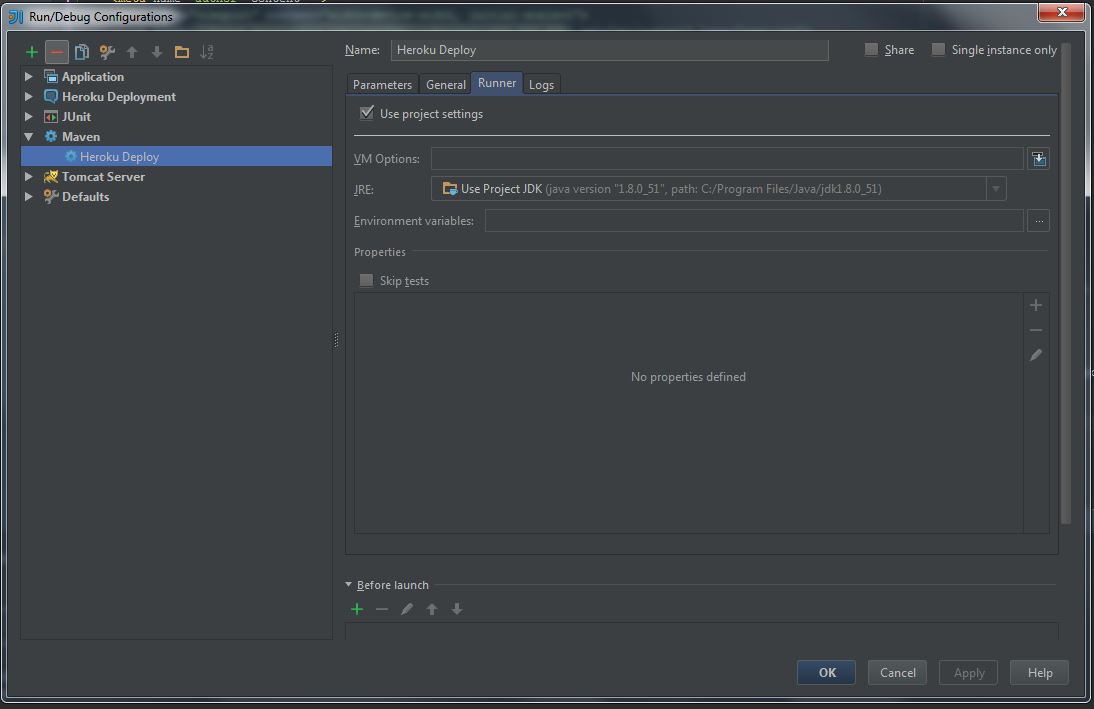 Run/Debug Configurations
Name: Heroku Deploy Share Single instance only
Application
Heroku Deployment
JUnit
Maven
Heroku Deploy
Tomcat Server
Defaults
Parameters General Runner Logs
Use project settings
VM Options:
JRE: Use Project JDK (java version "1.8.0_51", path: C:/Program Files/Java/jdk1.8.0_51)
Environment variables: ...
Properties
Skip tests
No properties defined
Before launch
OK Cancel Apply Help